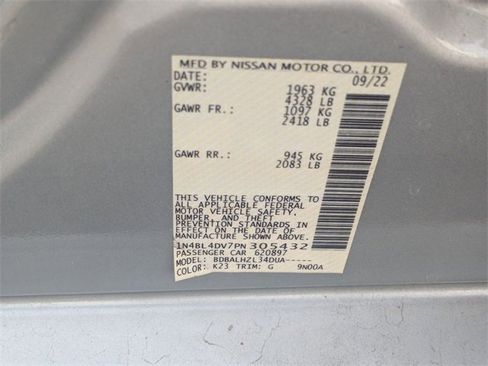 MFD BY NISSAN MOTOR CO., LTD.
DATE: 09/22
GVWR: 1963 KG
4328 LB
GAWR FR.: 1097 KG
2418 LB
GAWR RR.: 945 KG
2083 LB
THIS VEHICLE CONFORMS TO
ALL APPLICABLE FEDERAL
MOTOR VEHICLE SAFETY,
BUMPER, AND THEFT
PREVENTION STANDARDS
IN EFFECT ON THE DATE OF
MANUFACTURE SHOWN ABOVE.
1N4BL4DV7PN305432
PASSENGER CAR 620897
MODEL: BDBALHZL34DUA-----
COLOR: K23 TRIM: G 9N00A